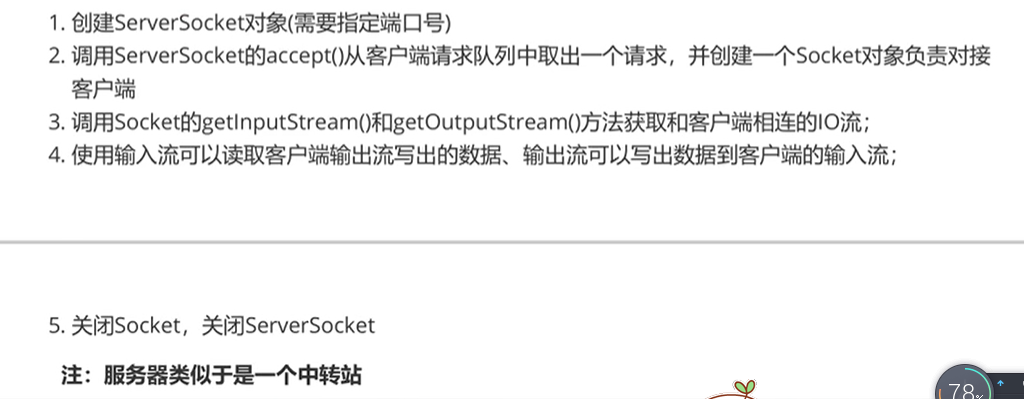 1. 创建ServerSocket对象(需要指定端口号)
2. 调用ServerSocket的accept()从客户端请求队列中取出一个请求，并创建一个Socket对象负责对接
客户端
3. 调用Socket的getInputStream()和getOutputStream()方法获取和客户端相连的IO流；
4. 使用输入流可以读取客户端输出流写出的数据、输出流可以写出数据到客户端的输入流；
5. 关闭Socket，关闭ServerSocket
注：服务器类似于是一个中转站
78%